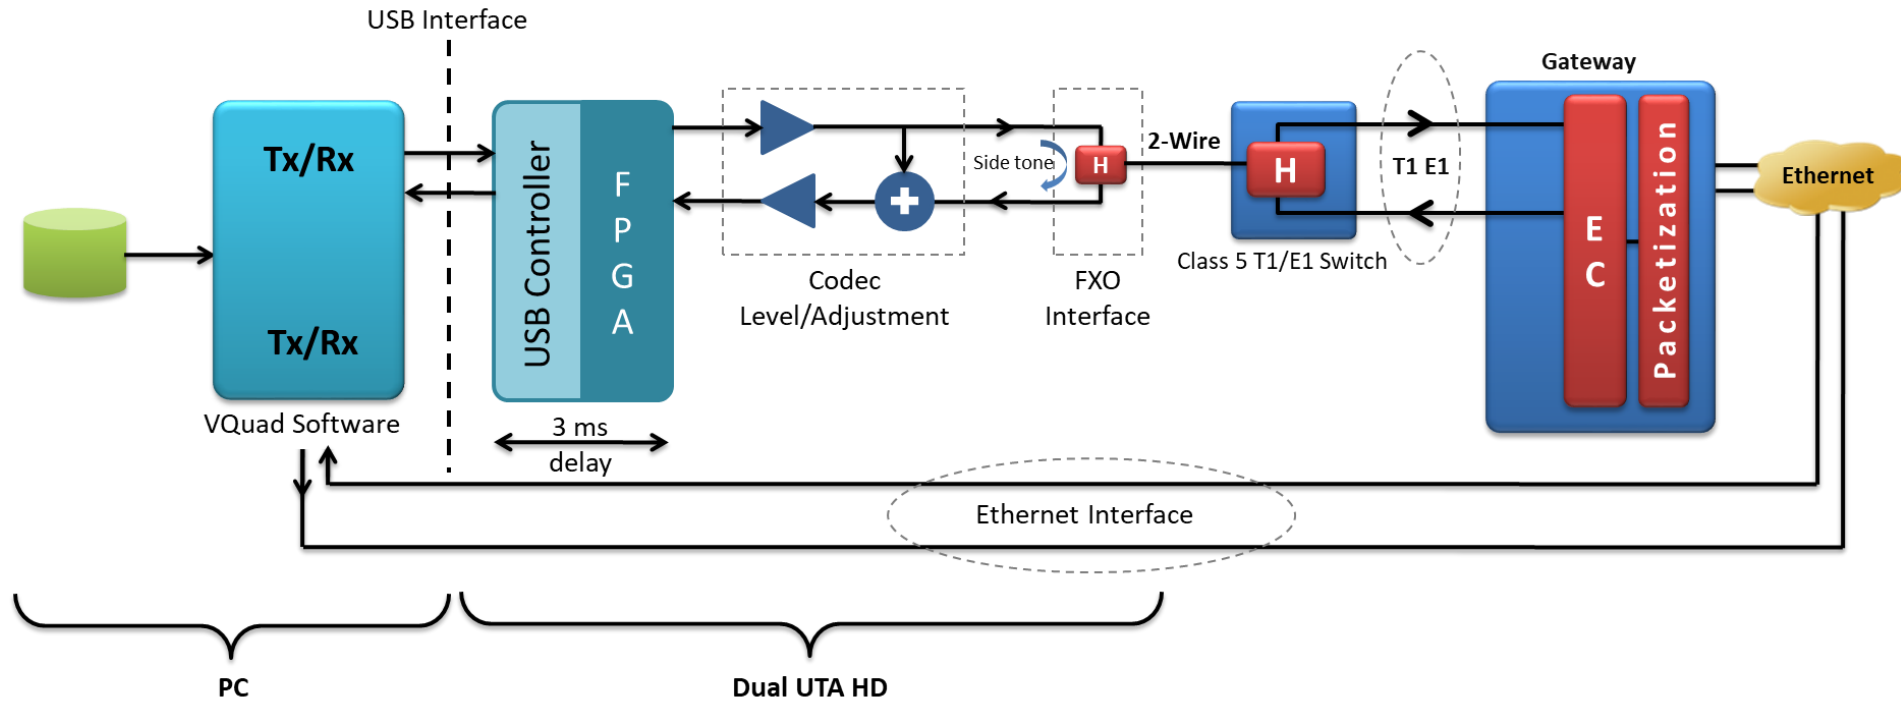 USB Interface
Gateway
Tx/Rx
Tx/Rx
VQuad Software
USB Controller
F
P
G
A
3 ms
delay
Codec
Level/Adjustment
Side tone
H
FXO
Interface
2-Wire
H
Class 5 T1/E1 Switch
T1 E1
E
C
Packetization
Ethernet
Ethernet Interface
PC
Dual UTA HD